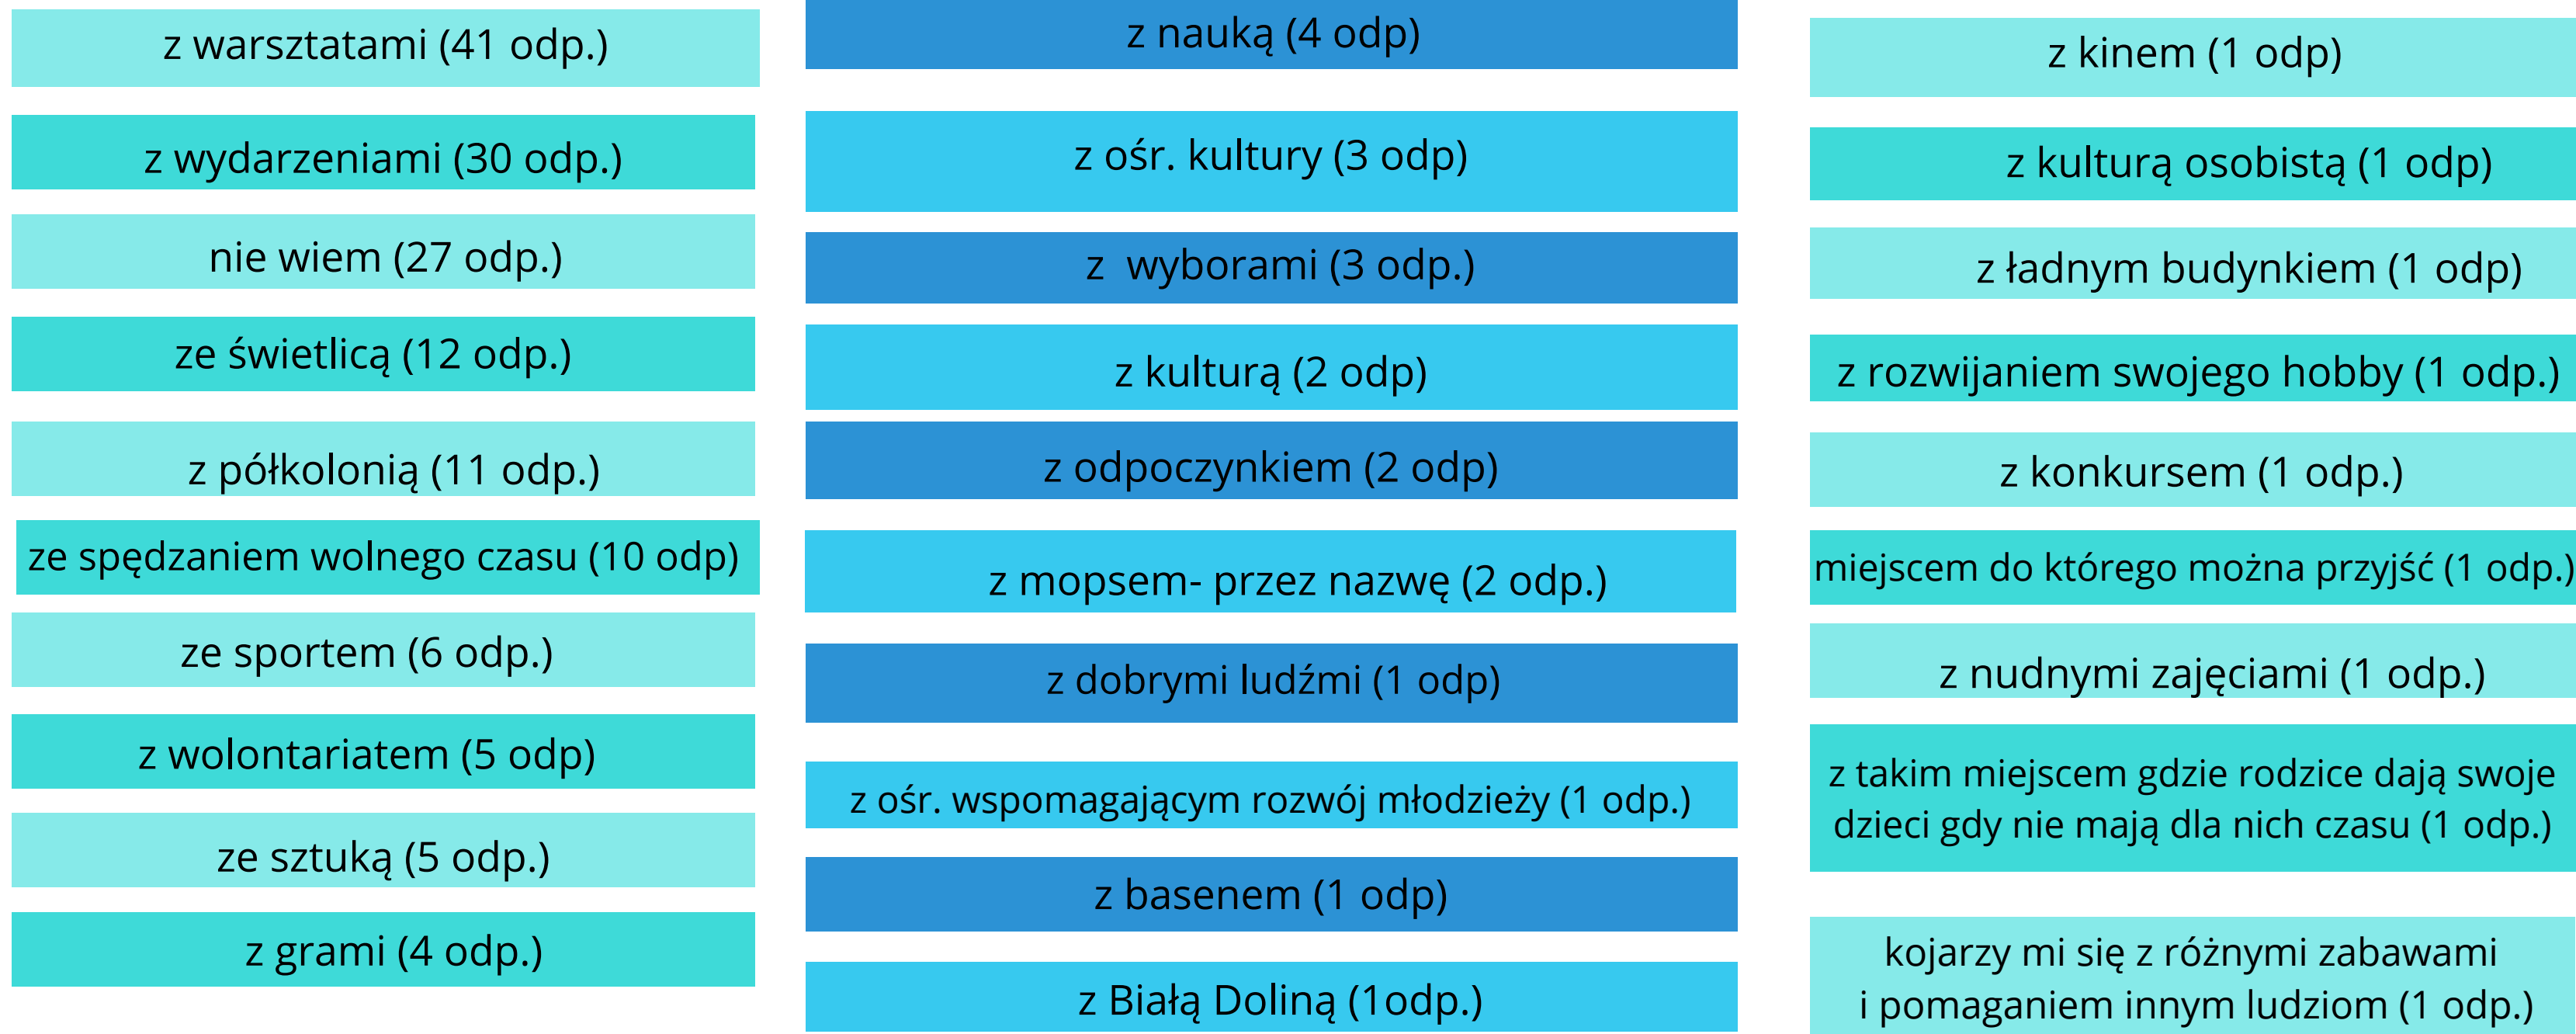 z warsztatami (41 odp.)
z wydarzeniami (30 odp.)
nie wiem (27 odp.)
ze świetlicą (12 odp.)
z półkolonią (11 odp.)
ze spędzaniem wolnego czasu (10 odp)
ze sportem (6 odp.)
z wolontariatem (5 odp)
ze sztuką (5 odp.)
z grami (4 odp.)
z nauką (4 odp)
z ośr. kultury (3 odp)
z wyborami (3 odp.)
z kulturą (2 odp)
z odpoczynkiem (2 odp)
z mopsem- przez nazwę (2 odp.)
z dobrymi ludźmi (1 odp)
z ośr. wspomagającym rozwój młodzieży (1 odp.)
z basenem (1 odp)
z Białą Doliną (1odp.)
z kinem (1 odp)
z kulturą osobistą (1 odp)
z ładnym budynkiem (1 odp)
z rozwijaniem swojego hobby (1 odp.)
z konkursem (1 odp.)
miejscem do którego można przyjść (1 odp.)
z nudnymi zajęciami (1 odp.)
z takim miejscem gdzie rodzice dają swoje
dzieci gdy nie mają dla nich czasu (1 odp.)
kojarzy mi się z różnymi zabawami
i pomaganiem innym ludziom (1 odp.)